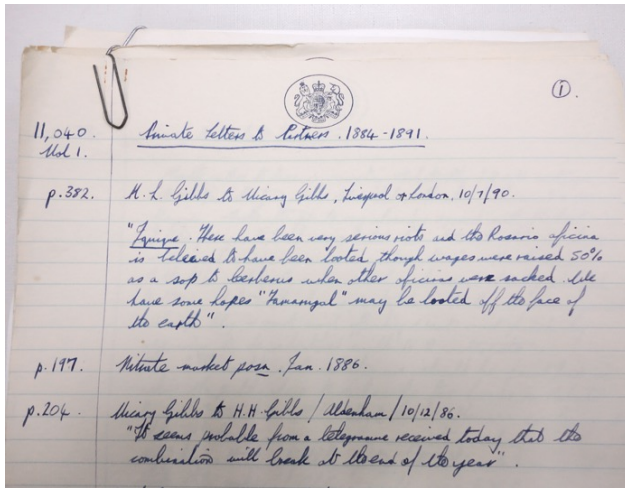 ①.
11,040. Private Letters to Partners. 1884-1891.
Vol 1.
p.382. H. L. Gibbs to Vicary Gibbs, Liverpool or London, 10/7/90.
"Iquique. There have been very serious riots and the Rosario oficina
is believed to have been looted, though wages were raised 50%
as a sop to cerberus when other oficinas were sacked. We
have some hopes "Tamarugal" may be looted off the face of
the earth".
p.197. Nitrate market posn. Jan. 1886.
p.204. Vicary Gibbs to H.H. Gibbs / Aldenham / 10/12/86.
"It seems probable from a telegramme received today that the
combination will break at the end of the year".